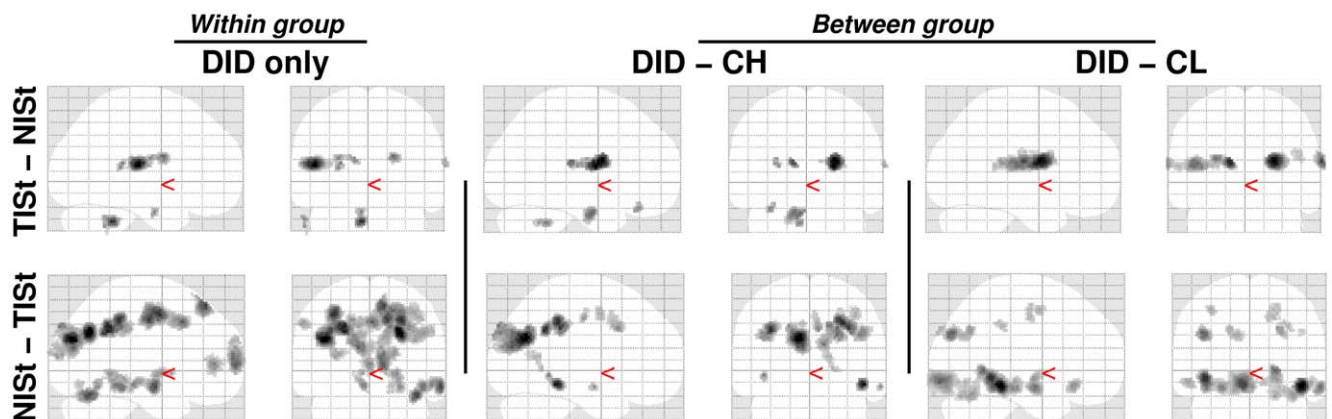 Within group
Between group
DID only
DID – CH
DID – CL
TISt – NISt
< < < < < <
NISt – TISt
< < < < < <